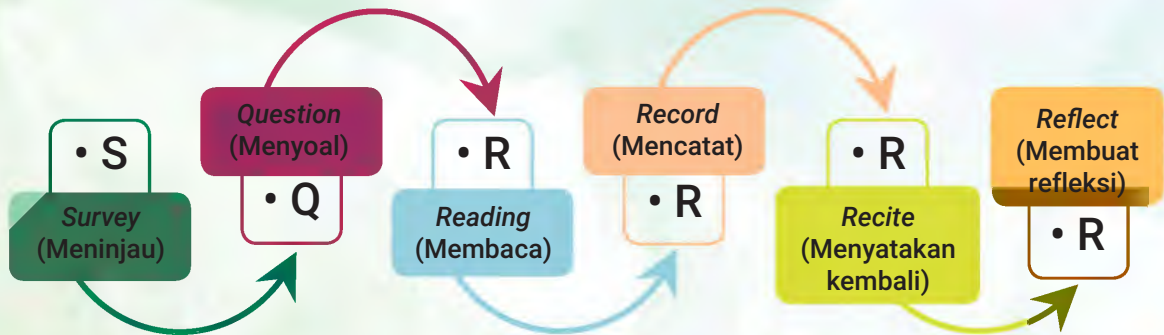 • S
Survey
(Meninjau)
Question
(Menyoal)
• Q
• R
Reading
(Membaca)
Record
(Mencatat)
• R
• R
Recite
(Menyatakan
kembali)
Reflect
(Membuat
refleksi)
• R